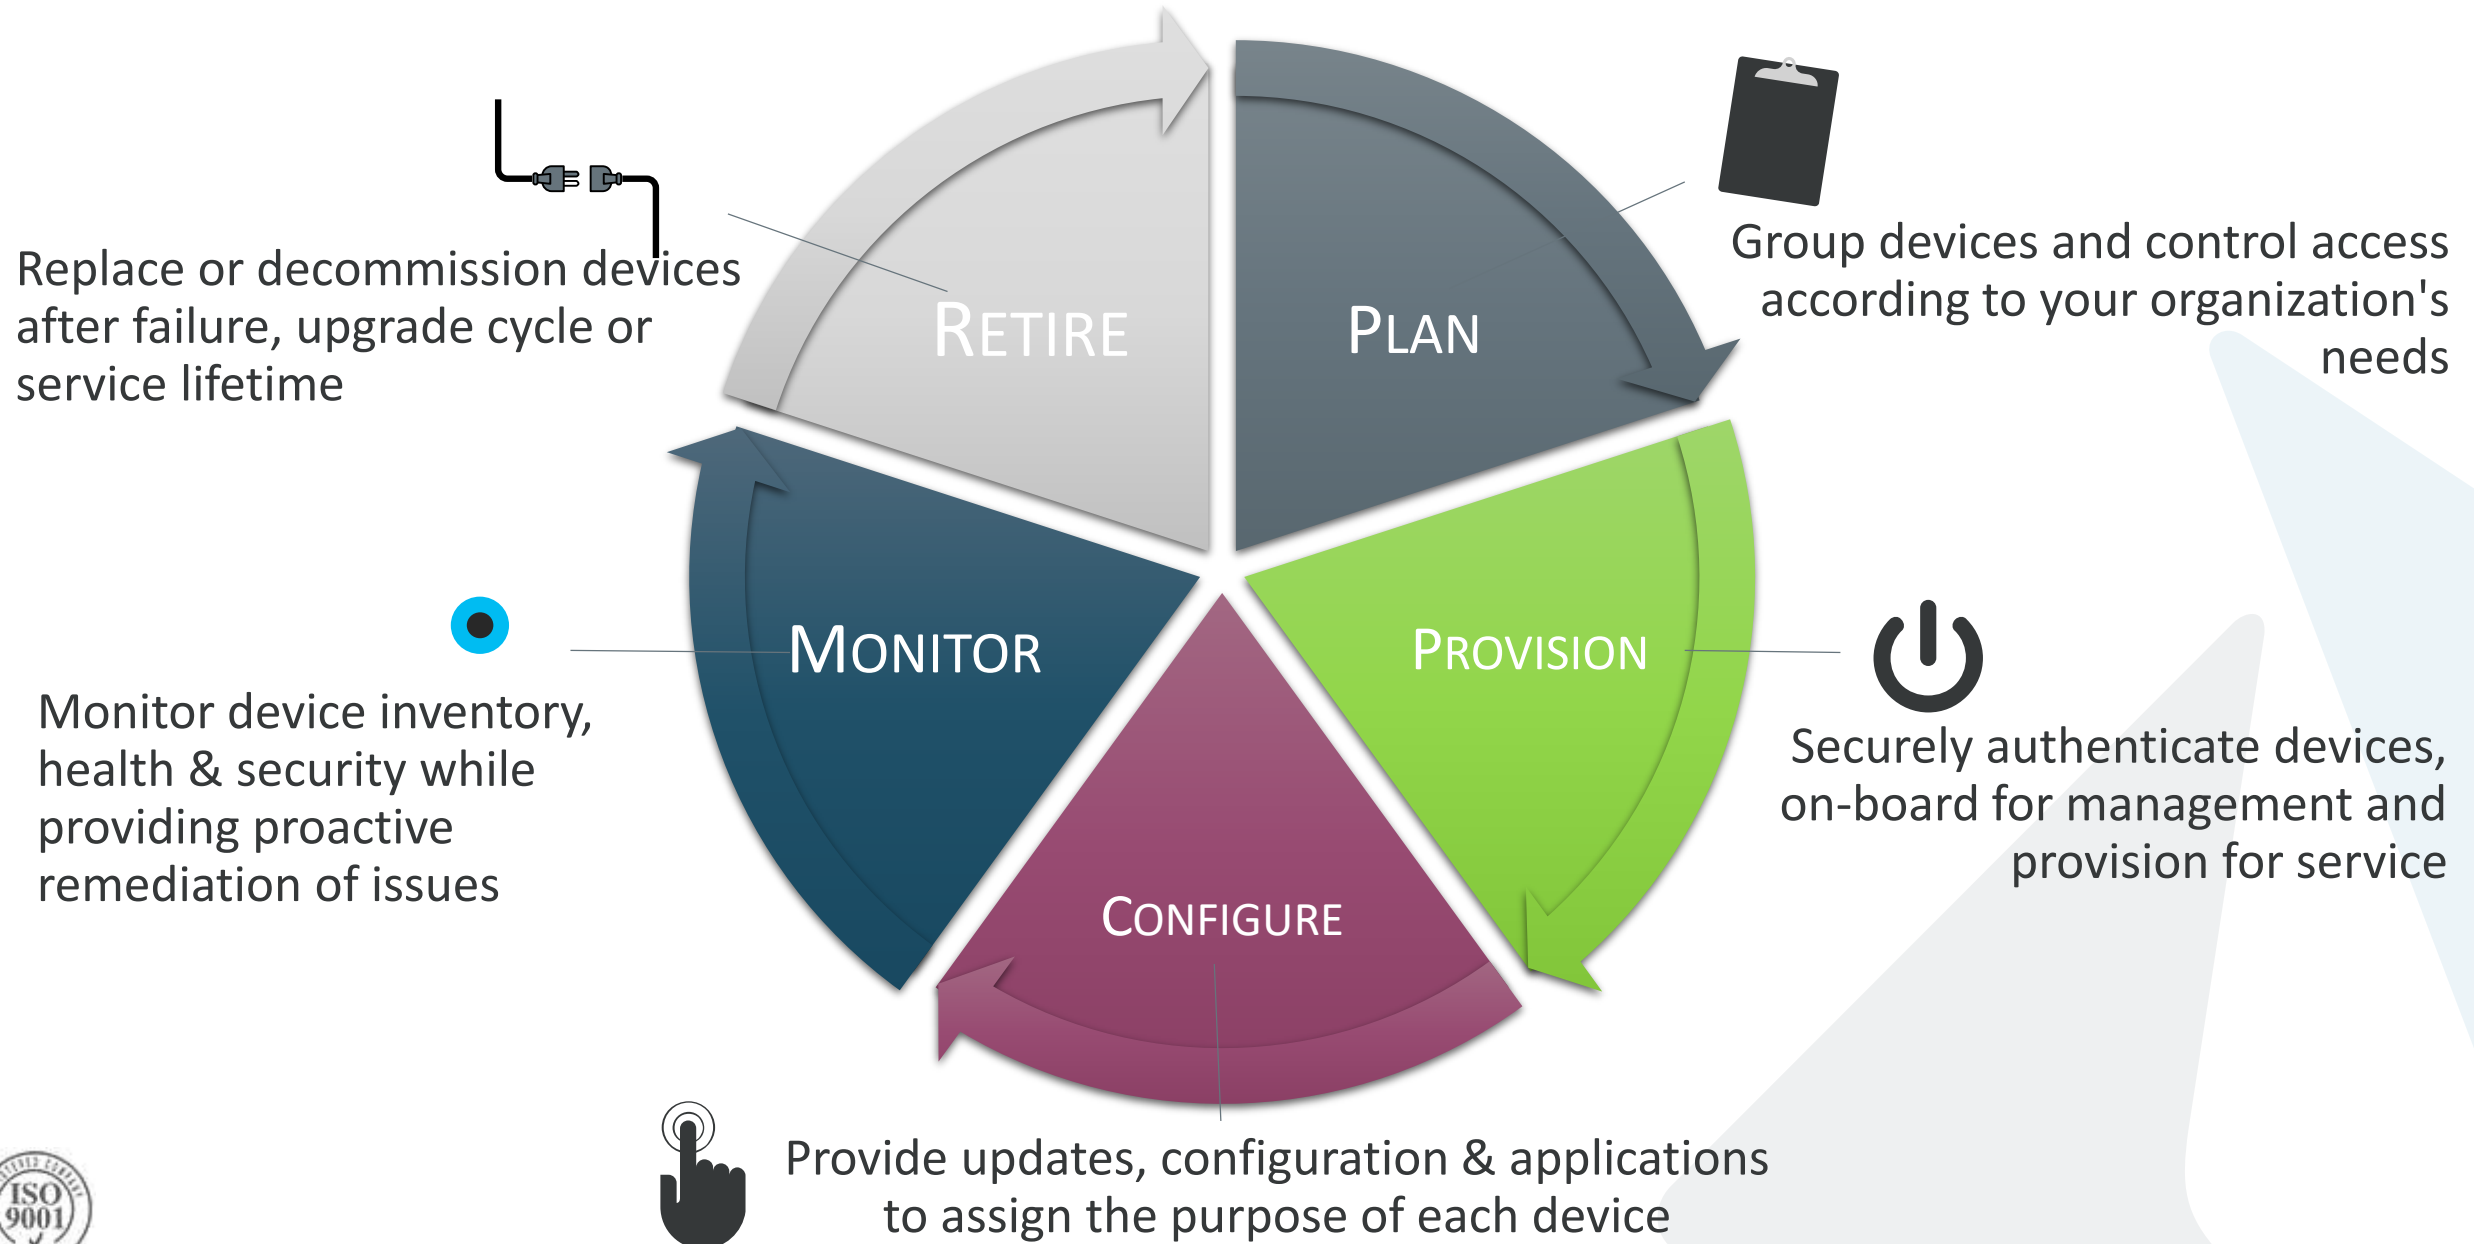 RETIRE
PLAN
Replace or decommission devices
after failure, upgrade cycle or
service lifetime
Group devices and control access
according to your organization's
needs
MONITOR
PROVISION
Monitor device inventory,
health & security while
providing proactive
remediation of issues
Securely authenticate devices,
on-board for management and
provision for service
CONFIGURE
Provide updates, configuration & applications
to assign the purpose of each device
ISO
9001